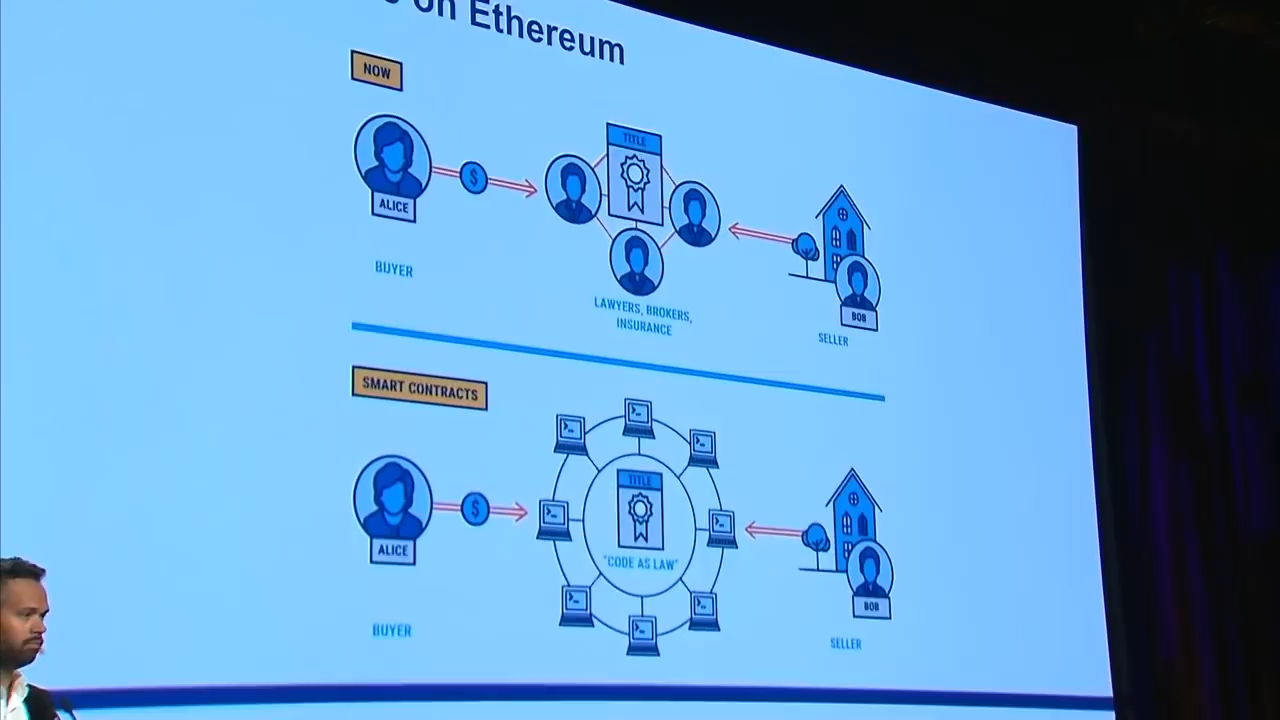 on Ethereum
NOW
TITLE
$
ALICE
BUYER
LAWYERS, BROKERS,
INSURANCE
BOB
SELLER
SMART CONTRACTS
TITLE
$
"CODE AS LAW"
ALICE
BOB
BUYER
SELLER